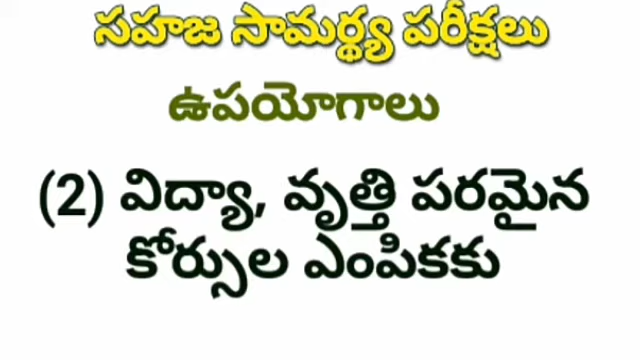 సహజ సామర్థ్య పరీక్షలు
ఉపయోగాలు
(2) విద్యా, వృత్తి పరమైన
కోర్సుల ఎంపికకు